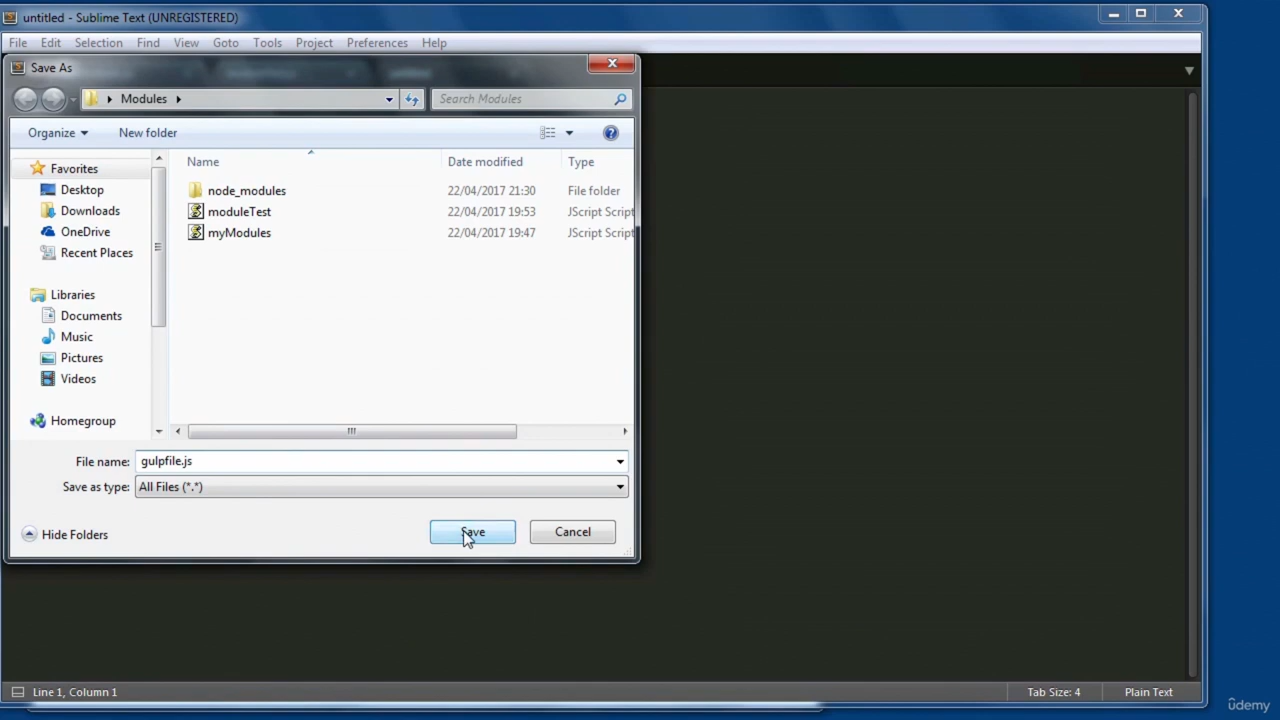 untitled - Sublime Text (UNREGISTERED)
File Edit Selection Find View Goto Tools Project Preferences Help
Save As
Modules
Search Modules
Organize New folder
Favorites
Desktop
Downloads
OneDrive
Recent Places
Libraries
Documents
Music
Pictures
Videos
Homegroup
Name Date modified Type
node_modules 22/04/2017 21:30 File folder
moduleTest 22/04/2017 19:53 JScript Script
myModules 22/04/2017 19:47 JScript Script
File name: gulpfile.js
Save as type: All Files (*.*)
Hide Folders Save Cancel
Line 1, Column 1 Tab Size: 4 Plain Text
ûdemy